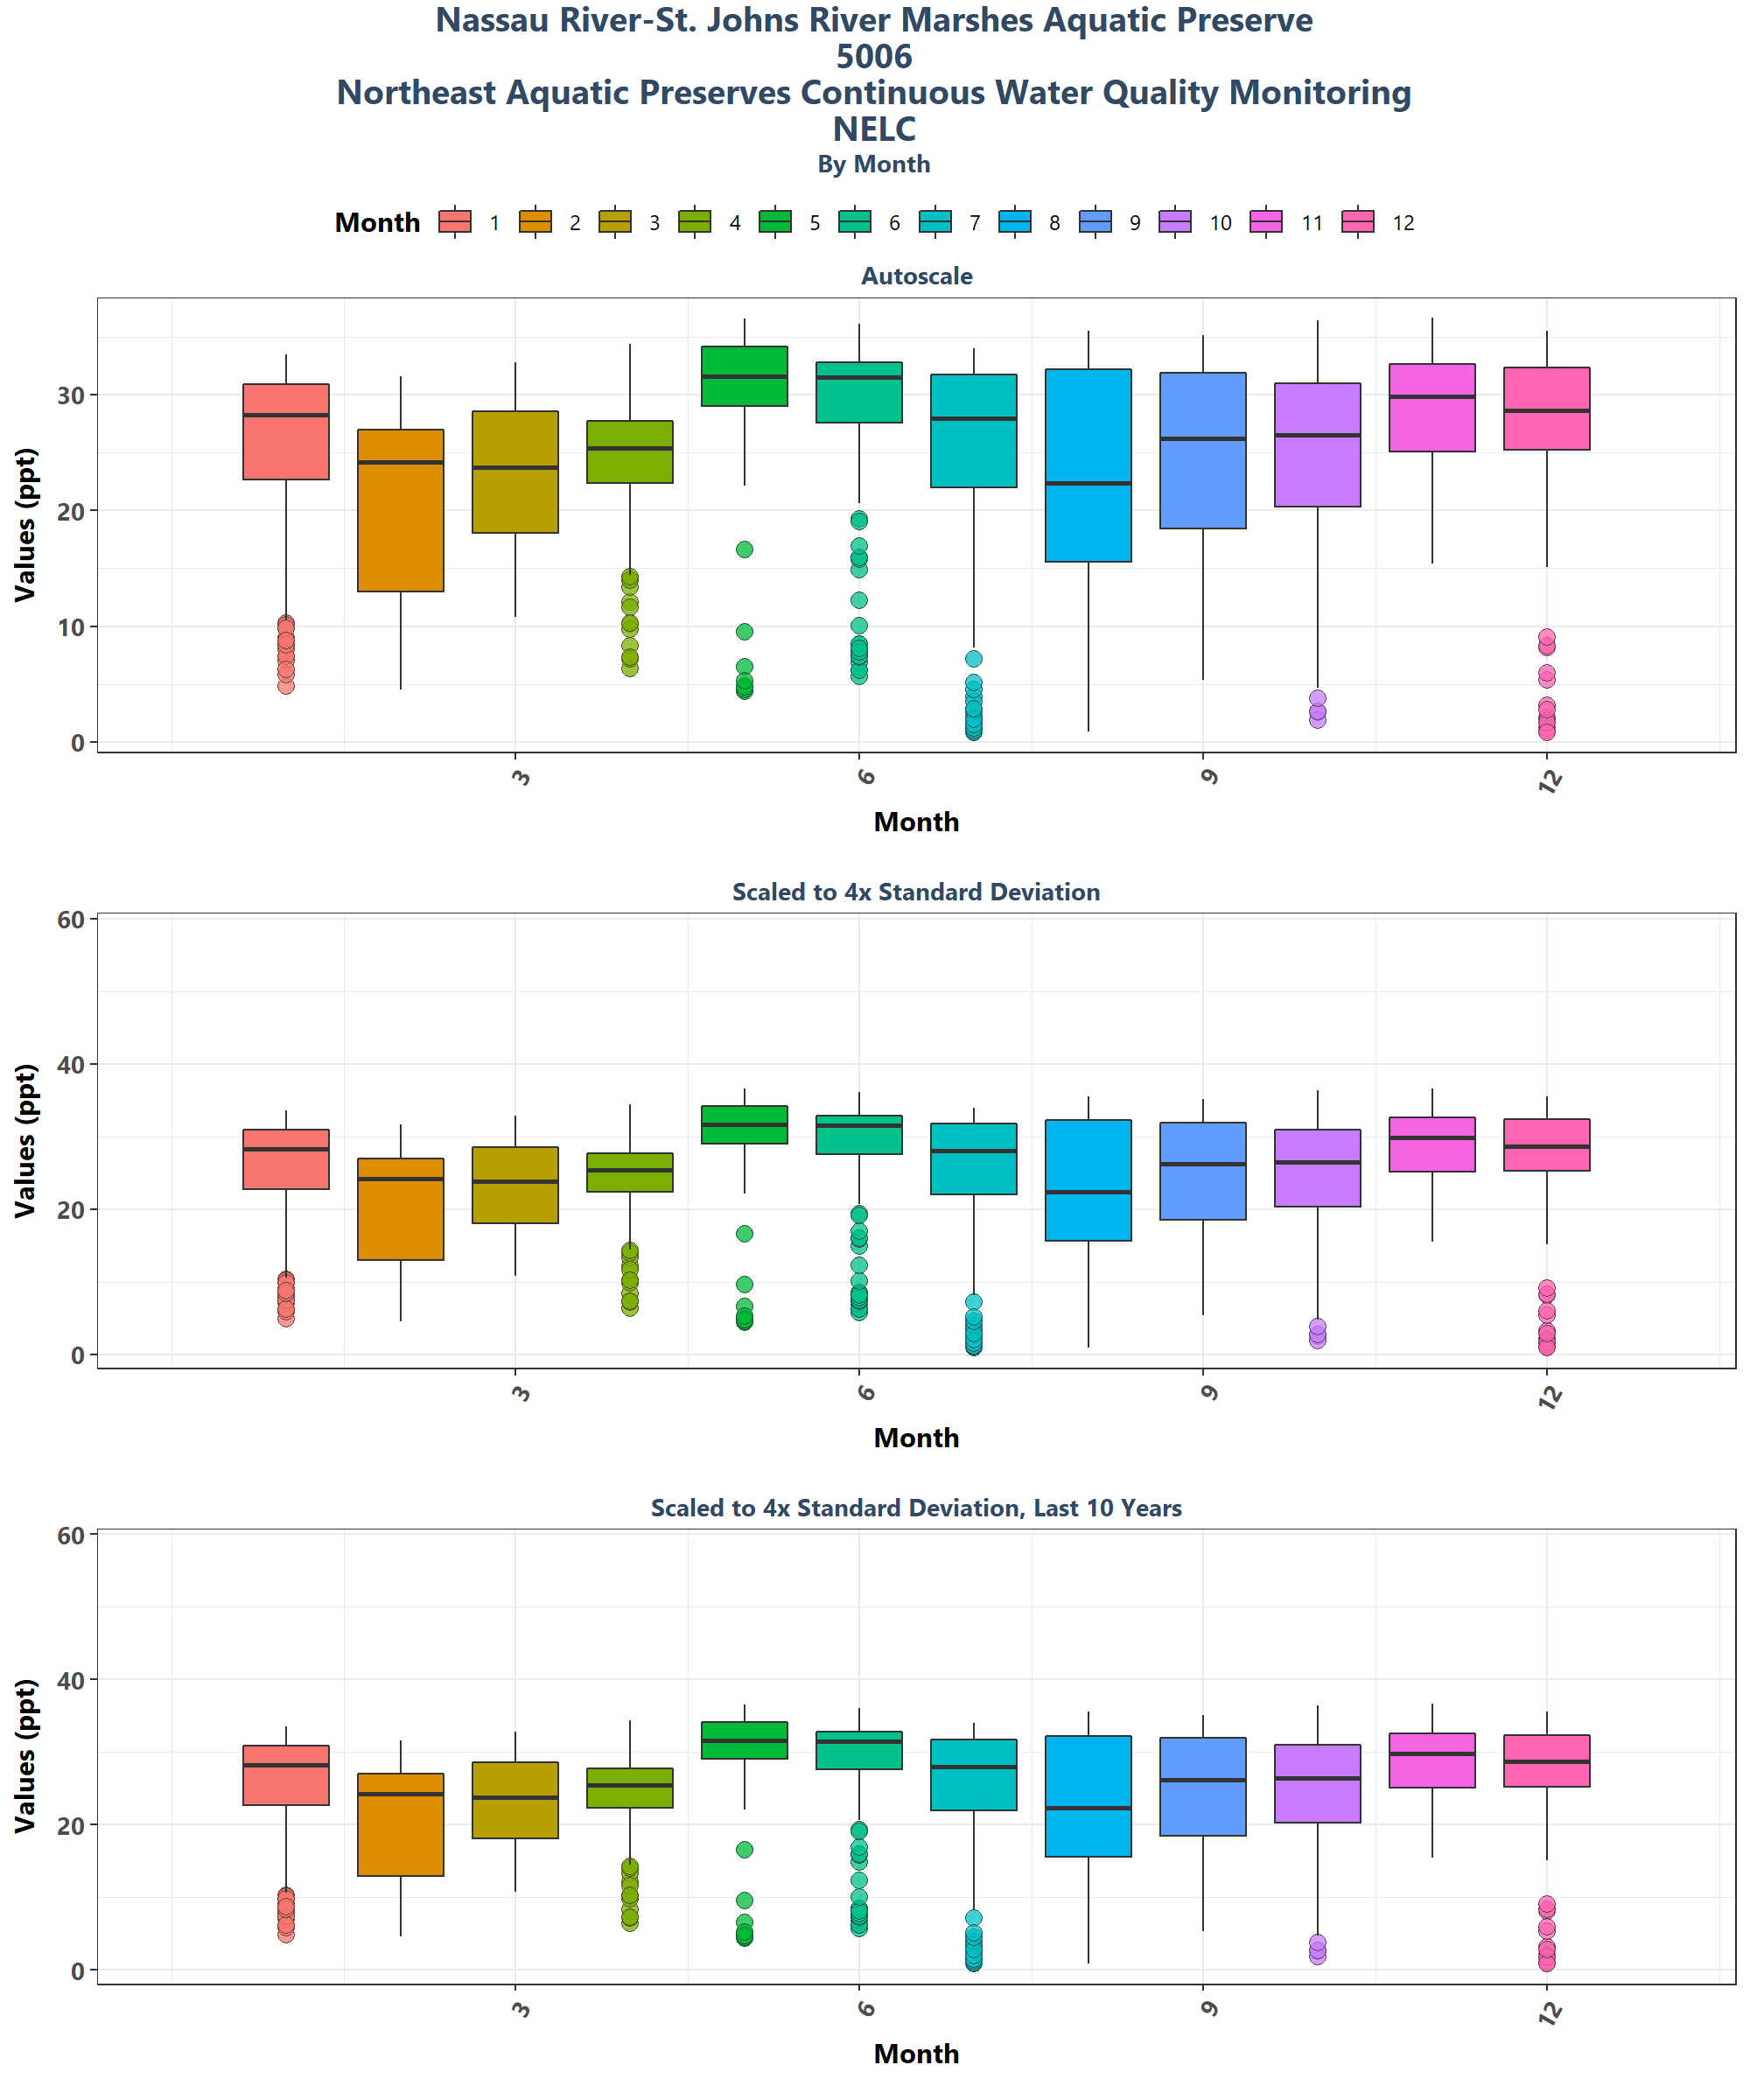 Nassau River-St. Johns River Marshes Aquatic Preserve
5006
Northeast Aquatic Preserves Continuous Water Quality Monitoring
NELC
By Month
Month 1 2 3 4 5 6 7 8 9 10 11 12
Autoscale
Values (ppt)
30
20
10
0
3 6 9 12
Month
Scaled to 4x Standard Deviation
Values (ppt)
60
40
20
0
3 6 9 12
Month
Scaled to 4x Standard Deviation, Last 10 Years
Values (ppt)
60
40
20
0
3 6 9 12
Month